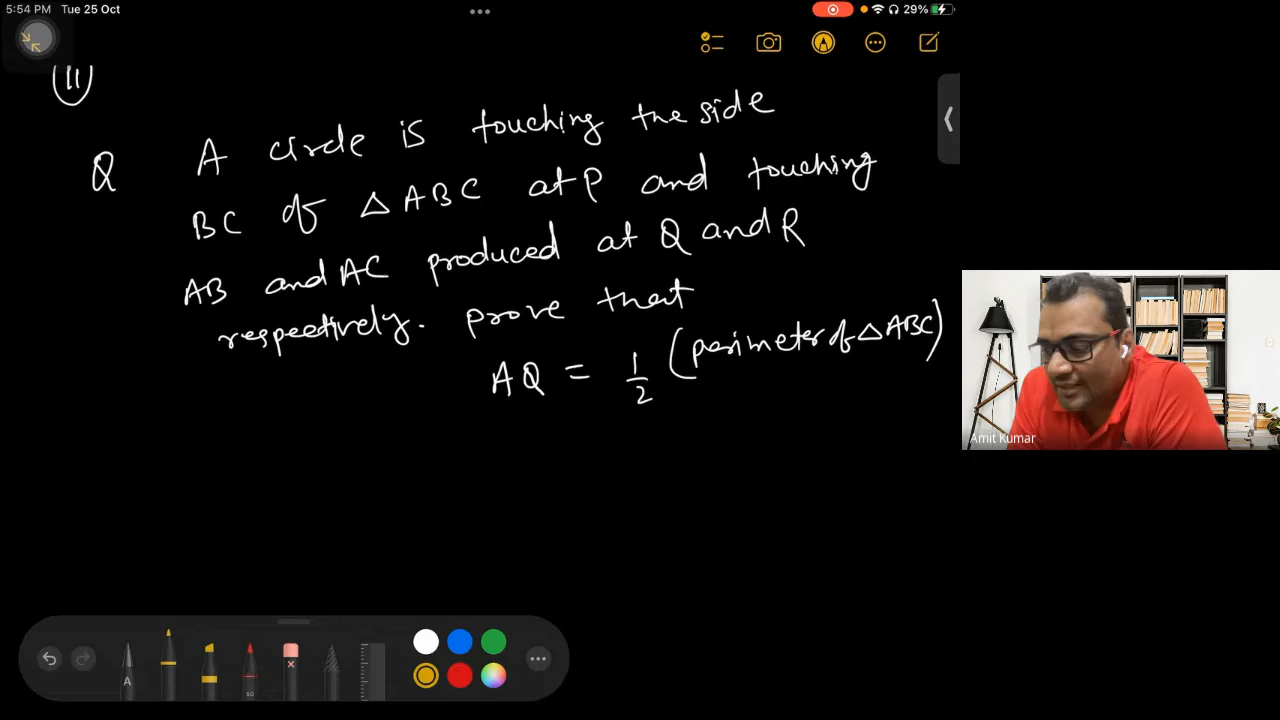 5:54 PM Tue 25 Oct
29%
11
Q A circle is touching the side
BC of △ ABC at P and touching
AB and AC produced at Q and R
respectively. prove that
AQ = 1/2 (perimeter of △ ABC)
Amit Kumar
A
50